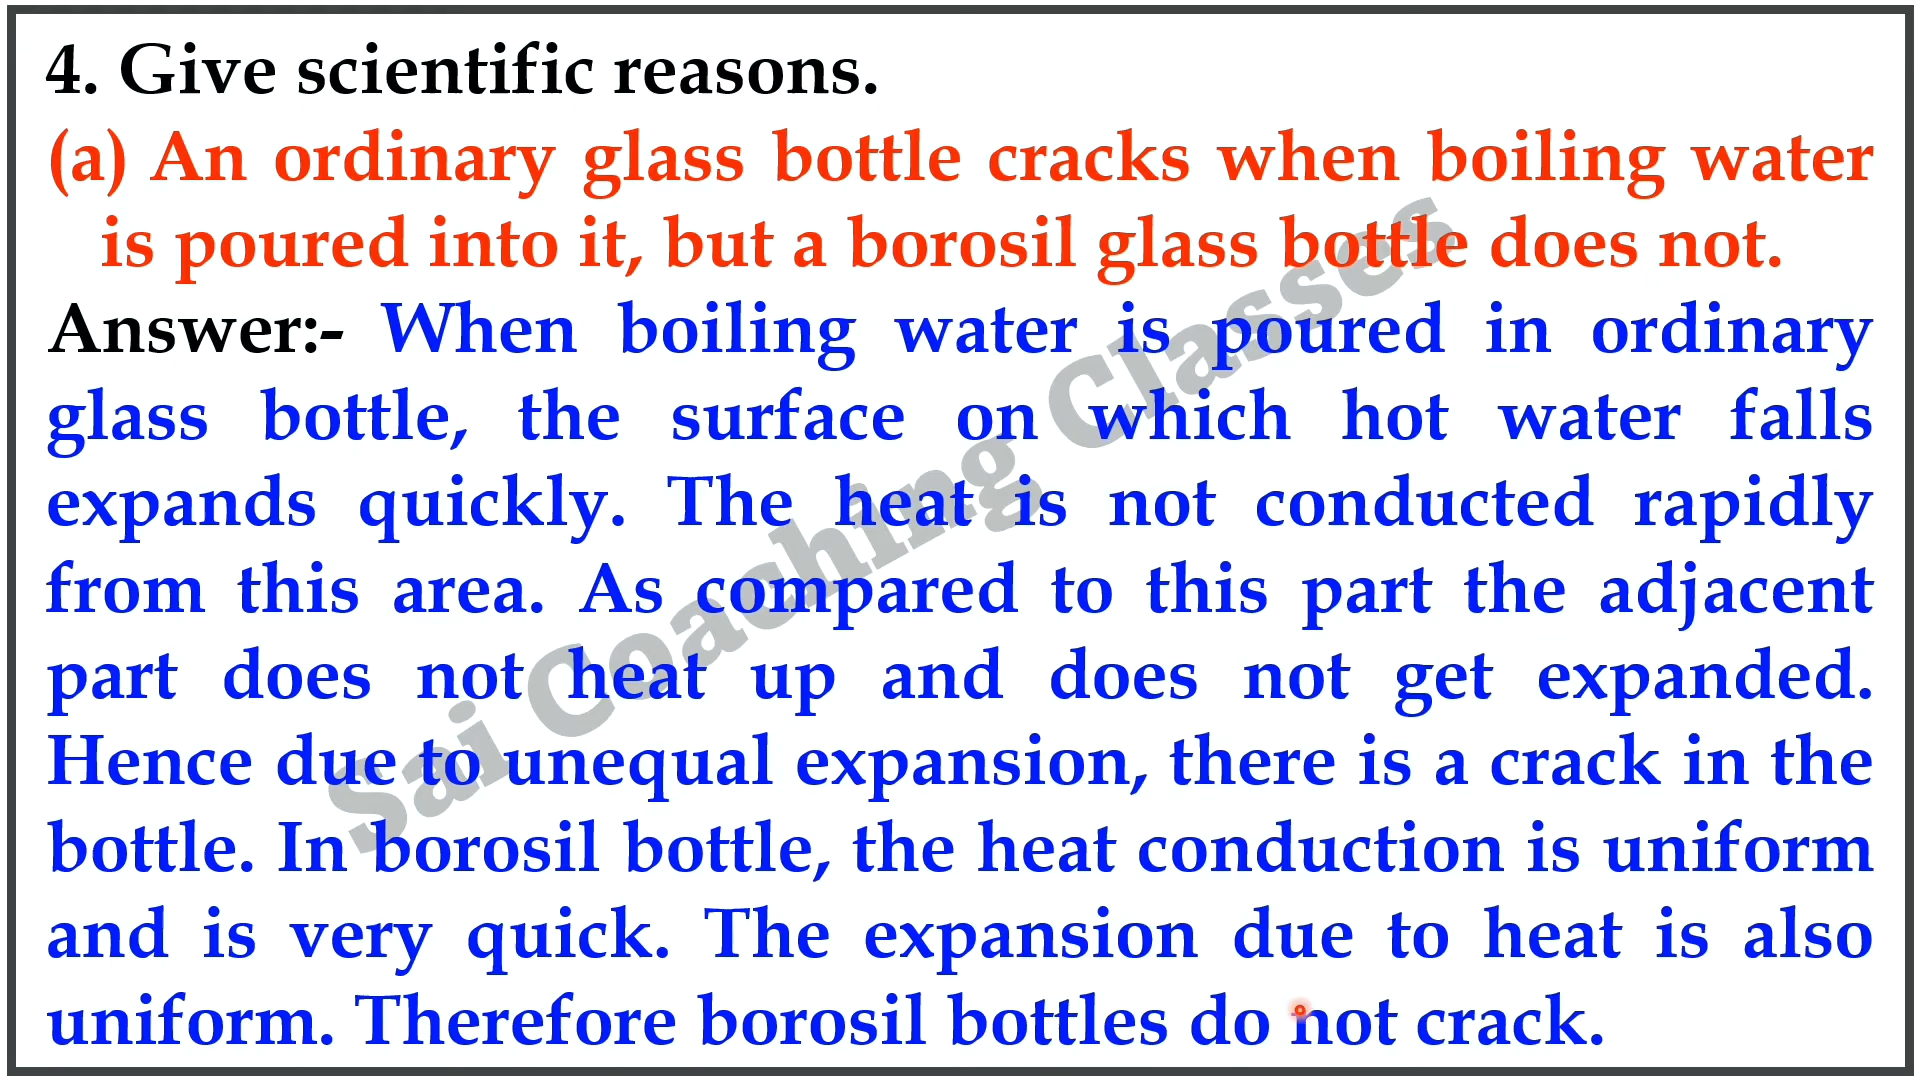 4. Give scientific reasons.
(a) An ordinary glass bottle cracks when boiling water
is poured into it, but a borosil glass bottle does not.
Answer:- When boiling water is poured in ordinary
glass bottle, the surface on which hot water falls
expands quickly. The heat is not conducted rapidly
from this area. As compared to this part the adjacent
part does not heat up and does not get expanded.
Hence due to unequal expansion, there is a crack in the
bottle. In borosil bottle, the heat conduction is uniform
and is very quick. The expansion due to heat is also
uniform. Therefore borosil bottles do not crack.
Sai Coaching Classes